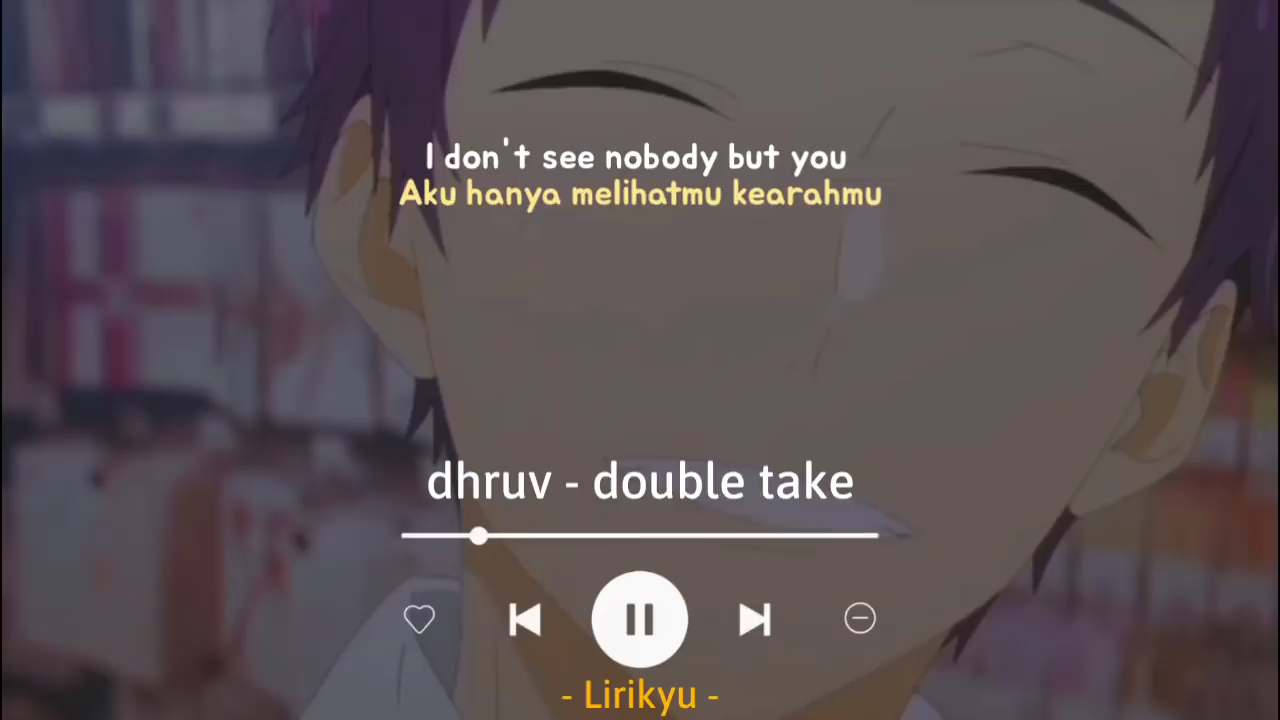 I don't see nobody but you
Aku hanya melihatmu kearahmu
dhruv - double take
- Lirikyu -